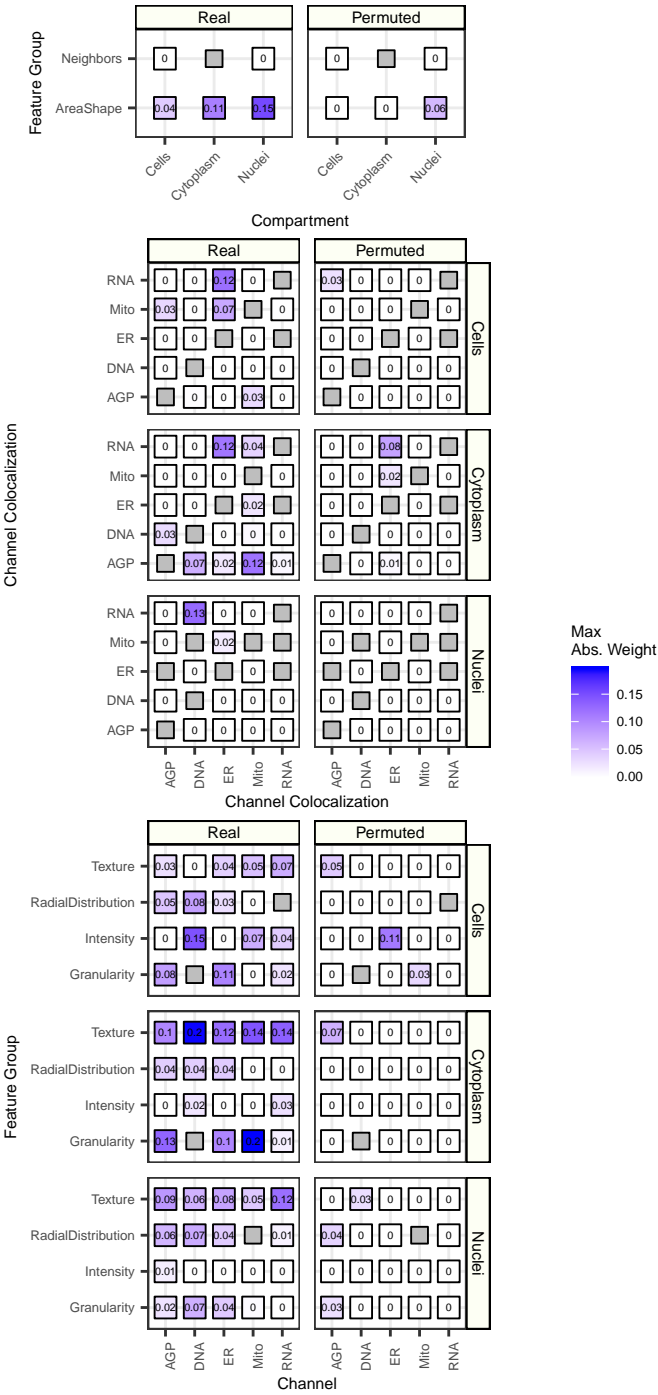 Real Permuted
Feature Group
Neighbors 0 0 0 0
AreaShape 0.04 0.11 0.15 0 0 0.06
Cells Cytoplasm Nuclei Cells Cytoplasm Nuclei
Compartment
Real Permuted
Channel Colocalization
RNA 0 0 0.12 0 0.03 0 0 0
Mito 0.03 0 0.07 0 0 0 0 0
ER 0 0 0 0 0 0
DNA 0 0 0 0 0 0 0 0
AGP 0 0 0.03 0 0 0 0 0
Cells
RNA 0 0 0.12 0.04 0 0 0.08 0
Mito 0 0 0 0 0 0 0.02 0
ER 0 0 0.02 0 0 0
DNA 0.03 0 0 0 0 0 0 0
AGP 0.07 0.02 0.12 0.01 0 0.01 0 0
Cytoplasm
RNA 0 0.13 0 0 0 0 0 0
Mito 0 0.02 0 0
ER 0 0 0 0
DNA 0 0 0 0 0 0 0 0
AGP 0 0 0 0 0 0 0 0
Nuclei
AGP DNA ER Mito RNA AGP DNA ER Mito RNA
Channel Colocalization
Max
Abs. Weight
0.15
0.10
0.05
0.00
Real Permuted
Feature Group
Texture 0.03 0 0.04 0.05 0.07 0.05 0 0 0 0
RadialDistribution 0.05 0.08 0.03 0 0 0 0 0
Intensity 0 0.15 0 0.07 0.04 0 0 0.11 0 0
Granularity 0.08 0.11 0 0.02 0 0 0.03 0
Cells
Texture 0.1 0.2 0.12 0.14 0.14 0.07 0 0 0 0
RadialDistribution 0.04 0.04 0.04 0 0 0 0 0 0 0
Intensity 0 0.02 0 0 0.03 0 0 0 0 0
Granularity 0.13 0.1 0.2 0.01 0 0 0 0
Cytoplasm
Texture 0.09 0.06 0.08 0.05 0.12 0 0.03 0 0 0
RadialDistribution 0.06 0.07 0.04 0.01 0.04 0 0 0
Intensity 0.01 0 0 0 0 0 0 0 0 0
Granularity 0.02 0.07 0.04 0 0 0.03 0 0 0 0
Nuclei
AGP DNA ER Mito RNA AGP DNA ER Mito RNA
Channel